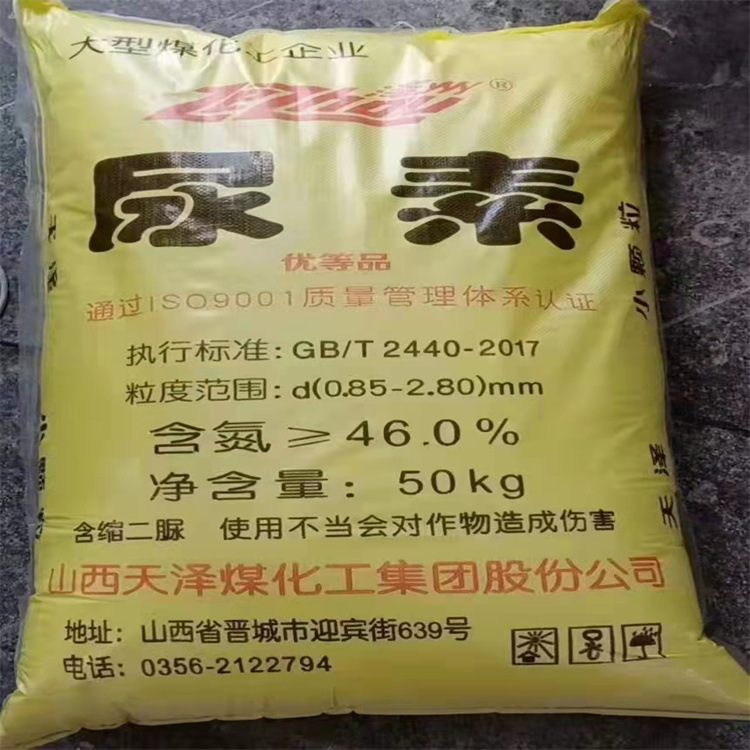 大型煤化工企业
®
尿素
优等品
通过ISO9001质量管理体系认证
执行标准:GB/T 2440-2017
粒度范围:d(0.85-2.80)mm
含氮≥46.0%
净含量:50kg
含缩二脲 使用不当会对作物造成伤害
山西天泽煤化工集团股份公司
地址:山西省晋城市迎宾街639号
电话:0356-2122794
小颗粒
天泽